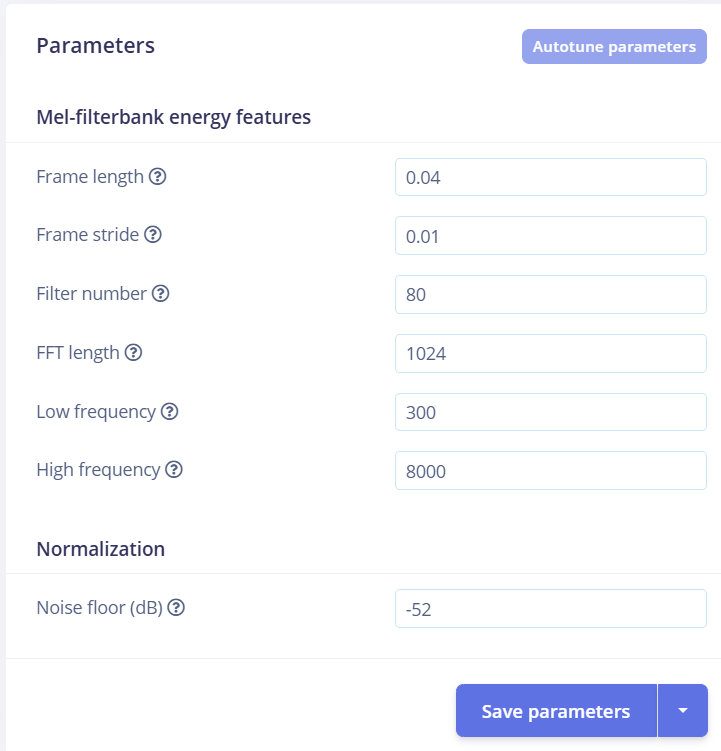 Parameters
Autotune parameters
Mel-filterbank energy features
Frame length
0.04
Frame stride
0.01
Filter number
80
FFT length
1024
Low frequency
300
High frequency
8000
Normalization
Noise floor (dB)
-52
Save parameters